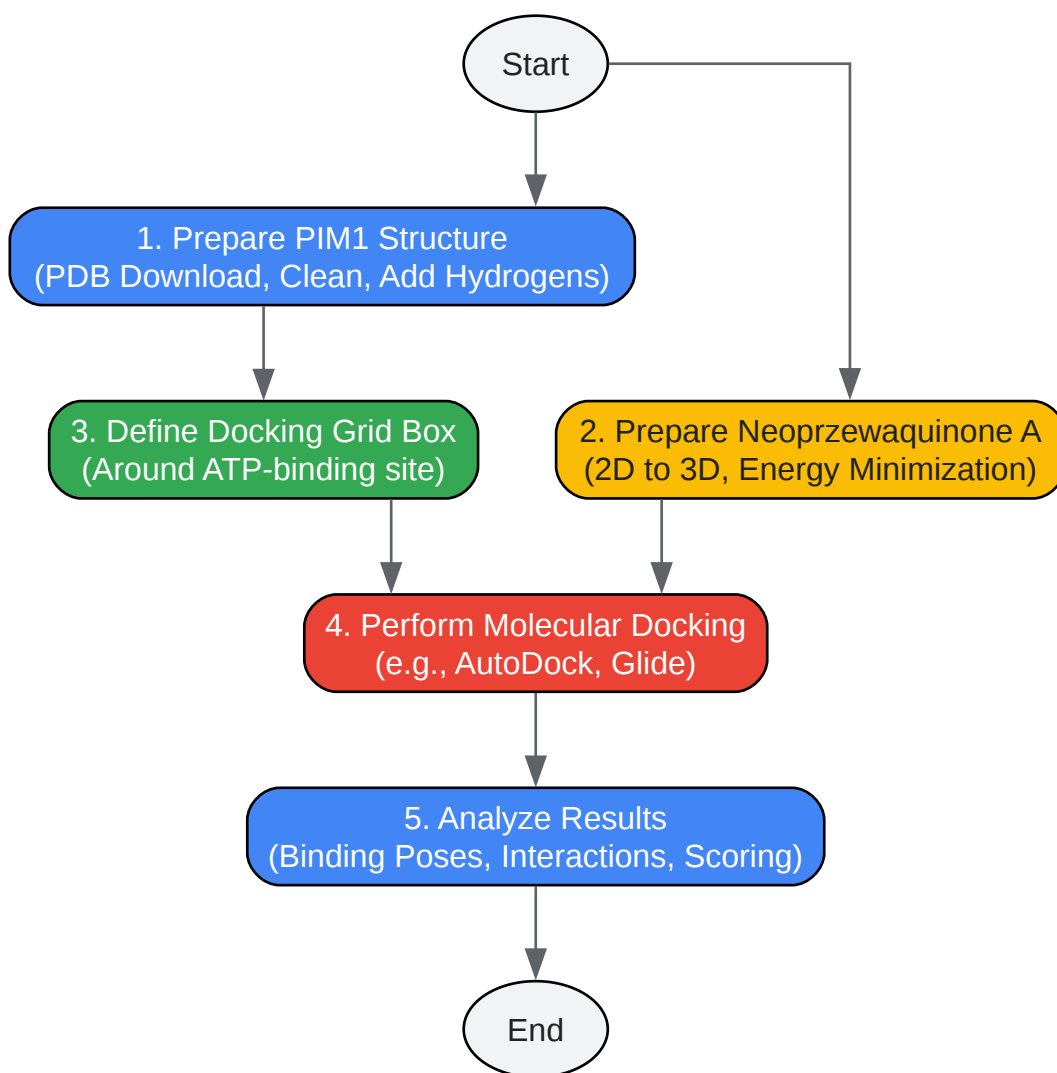 Start
1. Prepare PIM1 Structure
(PDB Download, Clean, Add Hydrogens)
3. Define Docking Grid Box
(Around ATP-binding site)
2. Prepare Neoprzewaquinone A
(2D to 3D, Energy Minimization)
4. Perform Molecular Docking
(e.g., AutoDock, Glide)
5. Analyze Results
(Binding Poses, Interactions, Scoring)
End